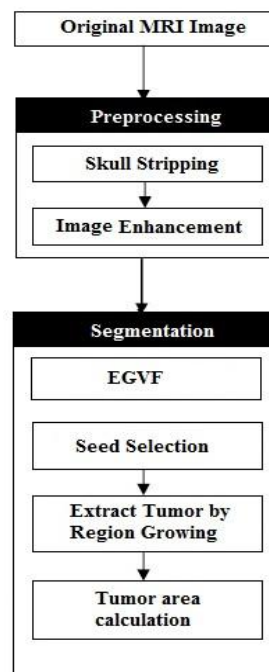 Original MRI Image
Preprocessing
Skull Stripping
Image Enhancement
Segmentation
EGVF
Seed Selection
Extract Tumor by
Region Growing
Tumor area
calculation